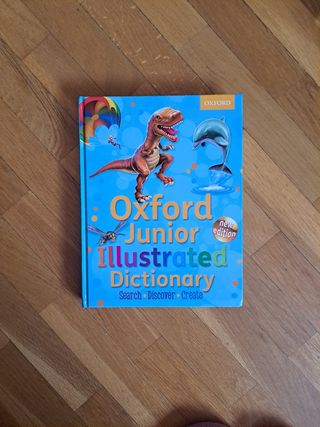 OXFORD
Oxford
Junior
new
edition
Illustrated
Dictionary
Search • Discover • Create